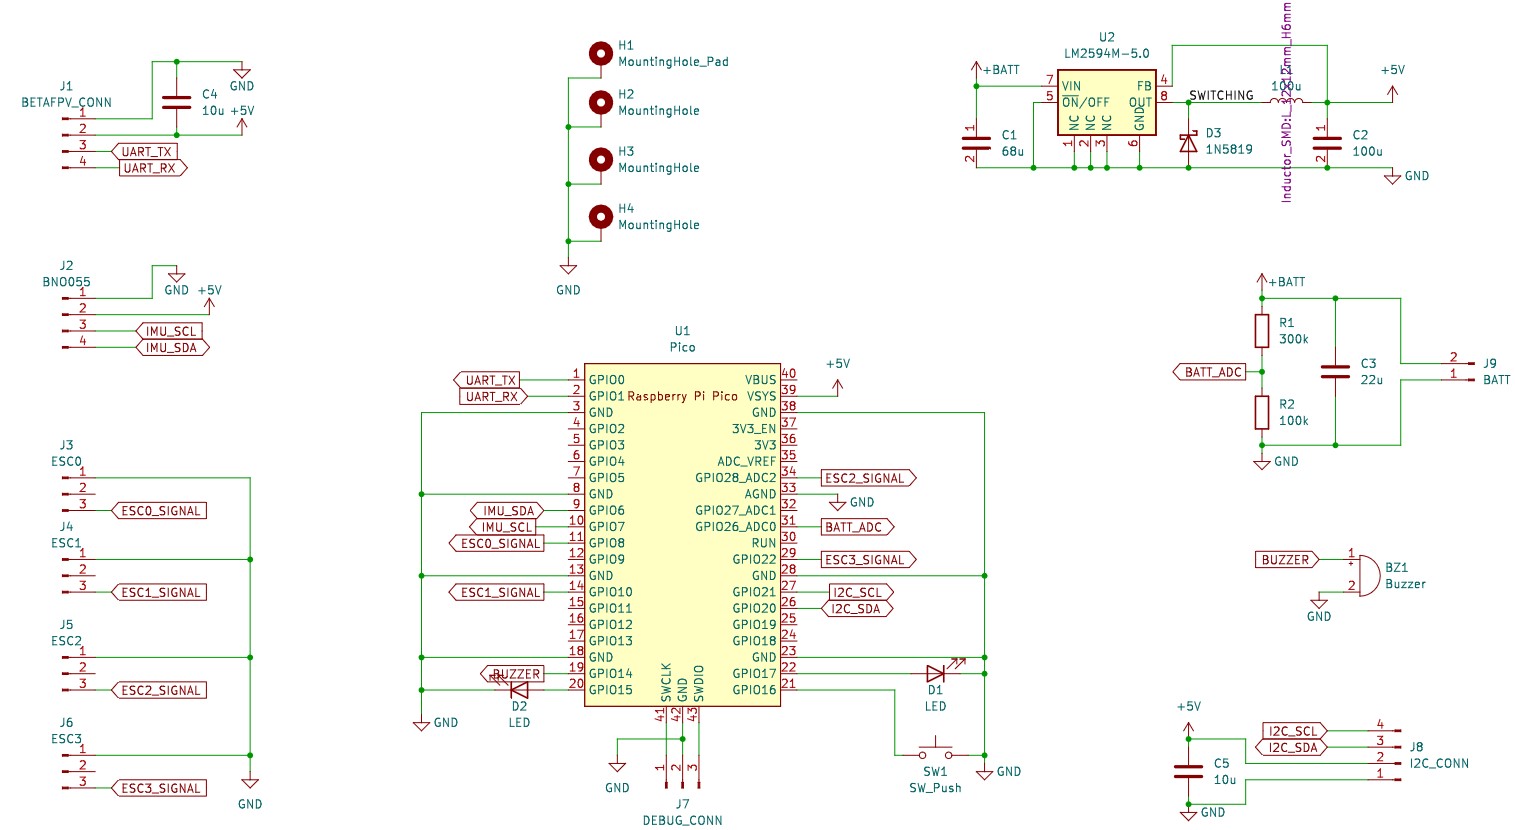 J1
BETAFPV_CONN
1
2
3
4
UART_TX
UART_RX
C4
10u
GND
+5V
H1
MountingHole_Pad
H2
MountingHole
H3
MountingHole
H4
MountingHole
GND
U2
LM2594M-5.0
+BATT
7 VIN
5 ON/OFF
FB 4
OUT 8
NC
NC
NC
GND
1
2
3
6
C1
68u
1
2
SWITCHING
L1
100u
Inductor_SMD:L_12x12mm_H6mm
D3
1N5819
C2
100u
1
2
+5V
GND
J2
BNO055
1
2
3
4
GND
+5V
IMU_SCL
IMU_SDA
+BATT
R1
300k
R2
100k
BATT_ADC
C3
22u
GND
2
1
J9
BATT
U1
Pico
Raspberry Pi Pico
UART_TX 1 GPIO0
UART_RX 2 GPIO1
3 GND
4 GPIO2
5 GPIO3
6 GPIO4
7 GPIO5
8 GND
IMU_SDA 9 GPIO6
IMU_SCL 10 GPIO7
ESC0_SIGNAL 11 GPIO8
12 GPIO9
13 GND
ESC1_SIGNAL 14 GPIO10
15 GPIO11
16 GPIO12
17 GPIO13
18 GND
BUZZER 19 GPIO14
20 GPIO15
D2
LED
GND
VBUS 40
VSYS 39
+5V
GND 38
3V3_EN 37
3V3 36
ADC_VREF 35
GPIO28_ADC2 34 ESC2_SIGNAL
AGND 33 GND
GPIO27_ADC1 32
GPIO26_ADC0 31 BATT_ADC
RUN 30
GPIO22 29 ESC3_SIGNAL
GND 28
GPIO21 27 I2C_SCL
GPIO20 26 I2C_SDA
GPIO19 25
GPIO18 24
GND 23
GPIO17 22
GPIO16 21
D1
LED
SW1
SW_Push
GND
SWCLK
GND
SWDIO
41
42
43
1
2
3
GND
J7
DEBUG_CONN
J3
ESC0
1
2
3
ESC0_SIGNAL
J4
ESC1
1
2
3
ESC1_SIGNAL
J5
ESC2
1
2
3
ESC2_SIGNAL
J6
ESC3
1
2
3
ESC3_SIGNAL
GND
BUZZER
1
+
2
BZ1
Buzzer
GND
+5V
C5
10u
GND
I2C_SCL
I2C_SDA
4
3
2
1
J8
I2C_CONN